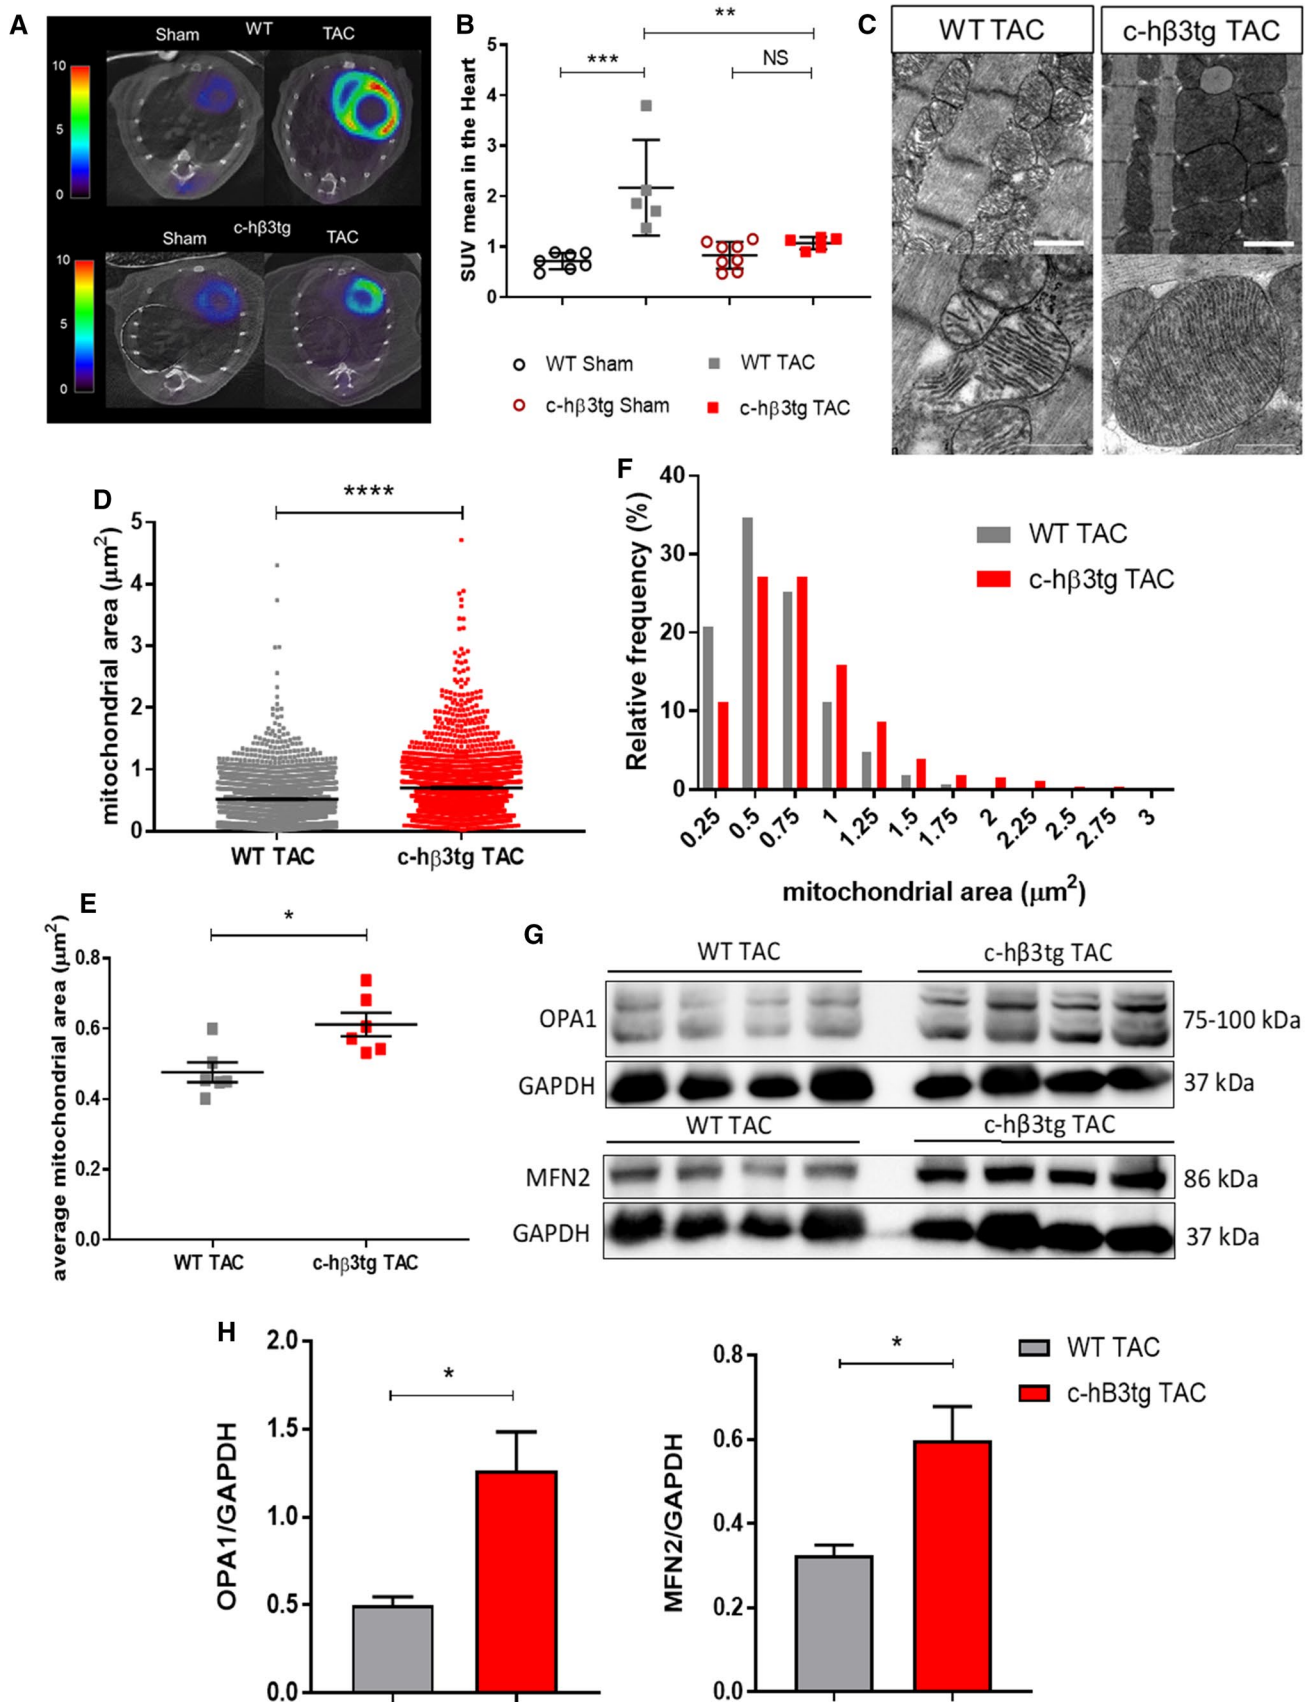 A
WT
Sham TAC
10
5
0
c-hβ3tg
Sham TAC
10
5
0
B
SUV mean in the Heart
5
4
3
2
1
0
**
***
NS
WT Sham
WT TAC
c-hβ3tg Sham
c-hβ3tg TAC
C
WT TAC
c-hβ3tg TAC
D
mitochondrial area (μm²)
5
4
3
2
1
0
****
WT TAC
c-hβ3tg TAC
F
Relative frequency (%)
40
30
20
10
0
WT TAC
c-hβ3tg TAC
0.25 0.5 0.75 1 1.25 1.5 1.75 2 2.25 2.5 2.75 3
mitochondrial area (μm²)
E
average mitochondrial area (μm²)
0.8
0.6
0.4
0.2
0.0
*
WT TAC
c-hβ3tg TAC
G
WT TAC
c-hβ3tg TAC
OPA1
75-100 kDa
GAPDH
37 kDa
WT TAC
c-hβ3tg TAC
MFN2
86 kDa
GAPDH
37 kDa
H
OPA1/GAPDH
2.0
1.5
1.0
0.5
0.0
*
MFN2/GAPDH
0.8
0.6
0.4
0.2
0.0
*
WT TAC
c-hB3tg TAC